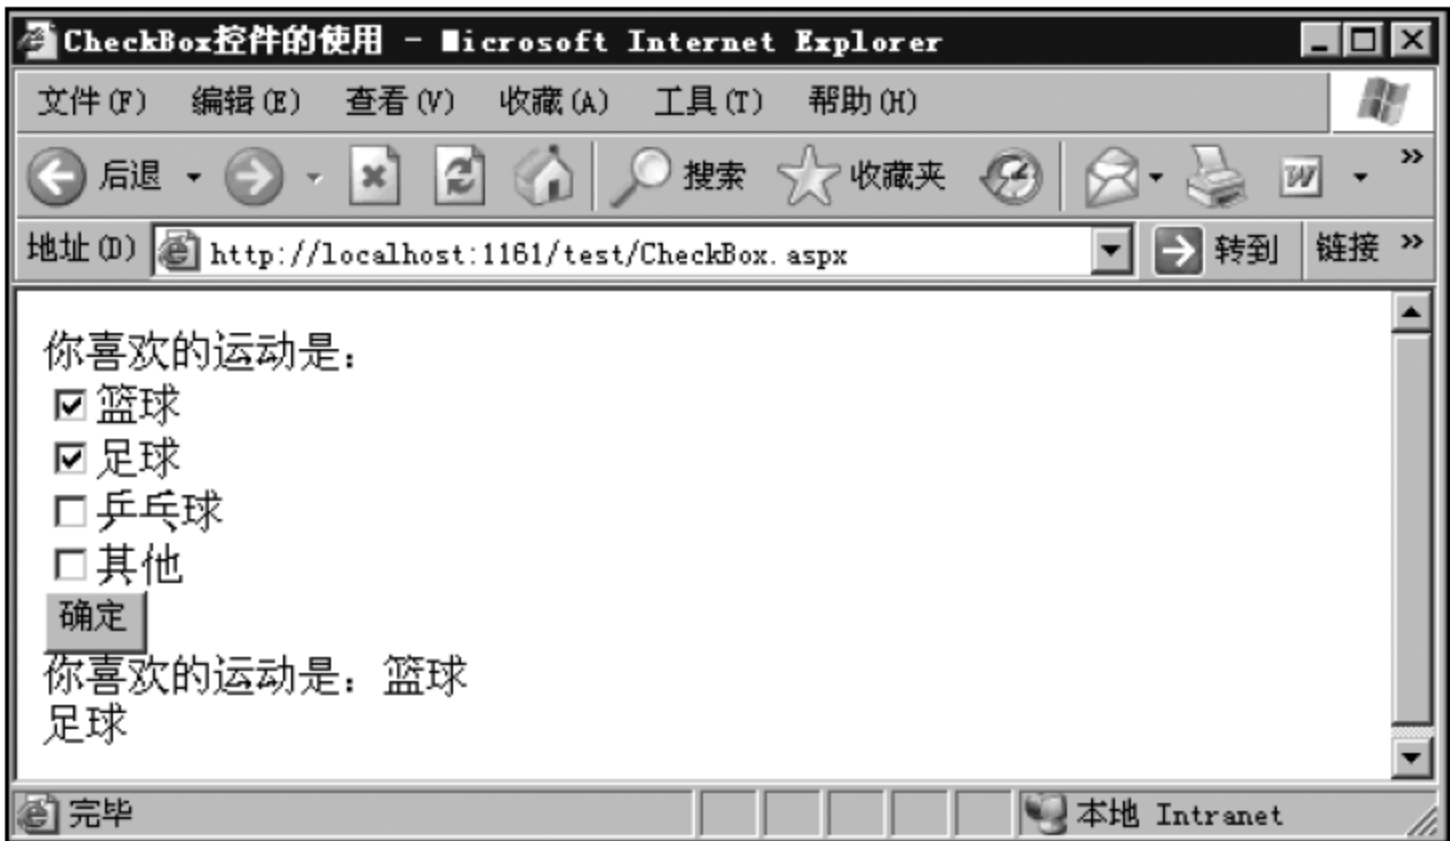 CheckBox控件的使用 - Microsoft Internet Explorer
文件(F) 编辑(E) 查看(V) 收藏(A) 工具(T) 帮助(H)
后退 搜索 收藏夹 W »
地址(D) http://localhost:1161/test/CheckBox.aspx 转到 链接 »
你喜欢的运动是：
篮球
足球
乒乓球
其他
确定
你喜欢的运动是：篮球
足球
完毕 本地 Intranet